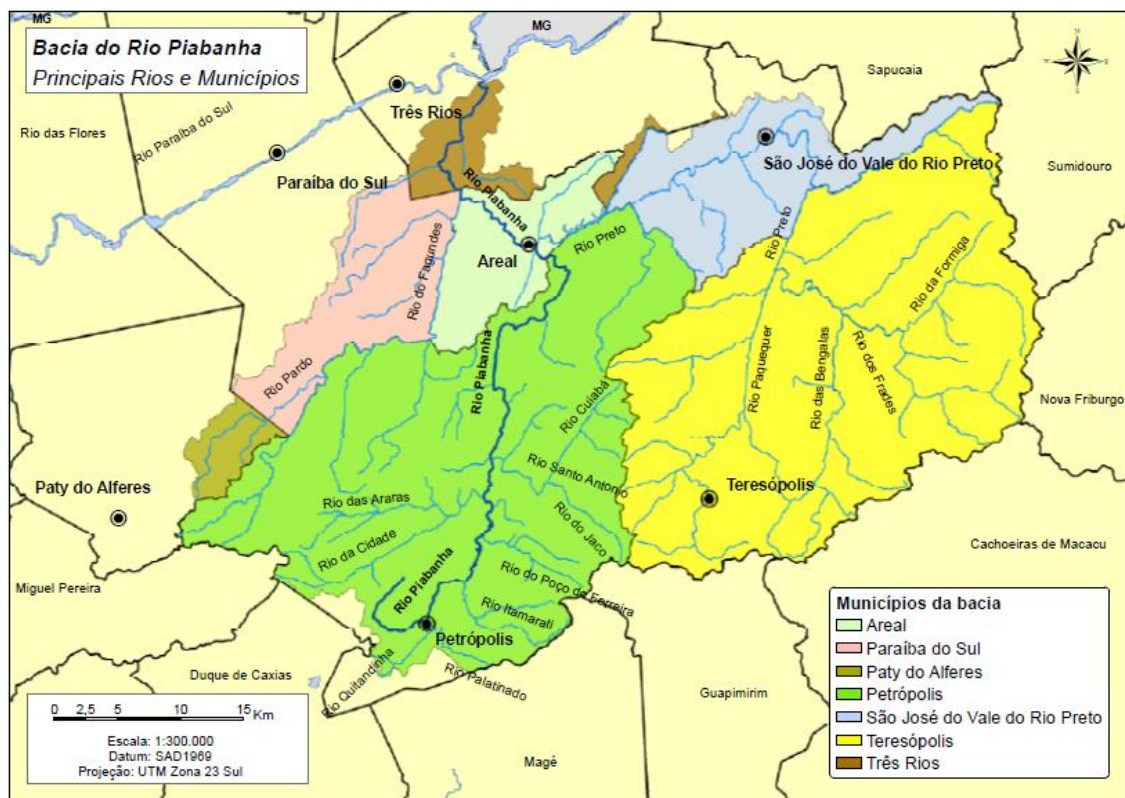 Bacia do Rio Piabanha
Principais Rios e Municípios
MG
MG
N
Sapucaia
Três Rios
Rio das Flores
Rio Paraíba do Sul
São José do Vale do Rio Preto
Sumidouro
Paraíba do Sul
Rio Piabanha
Rio Preto
Rio Preto
Areal
Rio do Fagundes
Rio da Formiga
Rio Piabanha
Rio Paquequer
Rio das Bengalas
Rio dos Frades
Rio Pardo
Rio Cuiabá
Nova Friburgo
Paty do Alferes
Rio Santo Antonio
Teresópolis
Rio das Araras
Rio do Jaco
Rio da Cidade
Cachoeiras de Macacu
Rio Piabanha
Rio do Poço do Ferreira
Miguel Pereira
Rio Itamarati
Petrópolis
Duque de Caxias
Rio Quitandinha
Rio Palatinado
Guapimirim
Magé
0 2,5 5 10 15 Km
Escala: 1:300.000
Datum: SAD1969
Projeção: UTM Zona 23 Sul
Municípios da bacia
Areal
Paraíba do Sul
Paty do Alferes
Petrópolis
São José do Vale do Rio Preto
Teresópolis
Três Rios